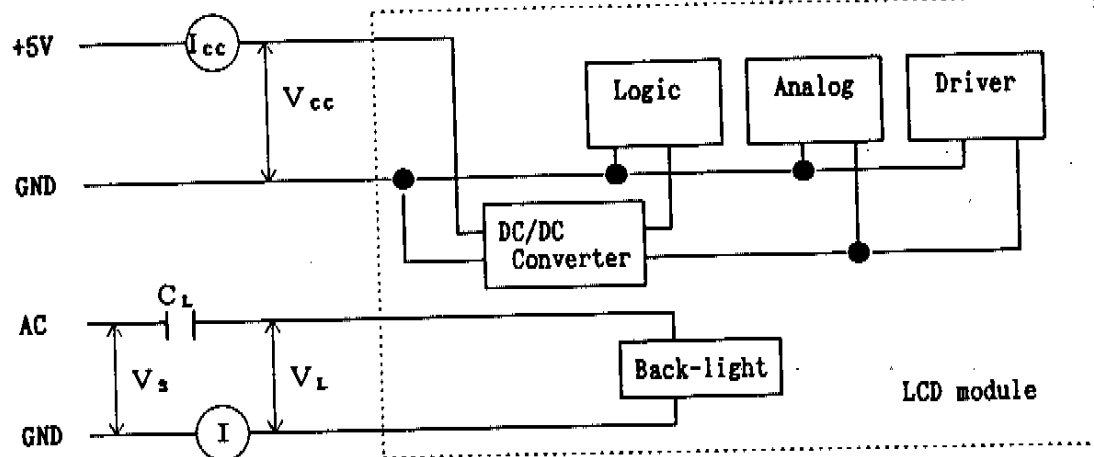 +5V
Icc
Vcc
Logic
Analog
Driver
GND
DC/DC
Converter
AC
CL
Vs
VL
Back-light
LCD module
GND
I